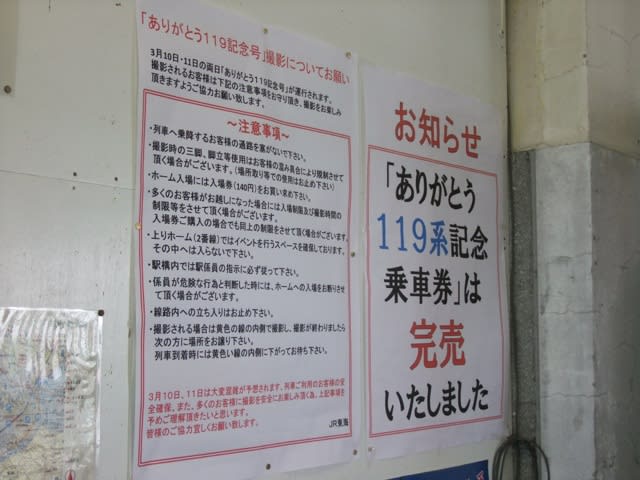 「ありがとう119記念号」撮影についてお願い
3月10日・11日の両日「ありがとう119記念号」が運行されます。
撮影されるお客様は下記の注意事項をお守り頂き、撮影をお楽しみ
頂きますようご協力お願い致します。
～注意事項～
・列車へ乗降するお客様の通路を塞がないで下さい。
・撮影時の三脚、脚立等使用はお客様の混み具合により規制させて
頂く場合がございます。(場所取り等での使用はお止め下さい)
・ホーム入場には入場券(140円)をお買い求め下さい。
・多くのお客様がお越しになった場合には入場制限及び撮影時間の
制限等をさせて頂く場合がございます。
入場券ご購入の場合でも同上の制限をさせて頂く場合がございます。
・上りホーム(2番線)ではイベントを行うスペースを確保しております。
その中へは入らないで下さい。
・駅構内では駅係員の指示に必ず従って下さい。
・係員が危険な行為と判断した時には、ホームへの入場をお断りさせ
て頂く場合がございます。
・線路内への立ち入りはお止め下さい。
・撮影される場合は黄色の線の内側で撮影し、撮影が終わりましたら
次の方に場所をお譲り下さい。
列車到着時には黄色い線の内側に下がってお待ち下さい。
3月10日、11日は大変混雑が予想されます、列車ご利用のお客様の安
全確保、また、多くのお客様に撮影を安全にお楽しみ頂く為、上記事項を
予めご理解頂きたいと思います。
皆様のご協力宜しくお願い致します。
JR東海
お知らせ
「ありがとう
119系記念
乗車券」は
完売
いたしました